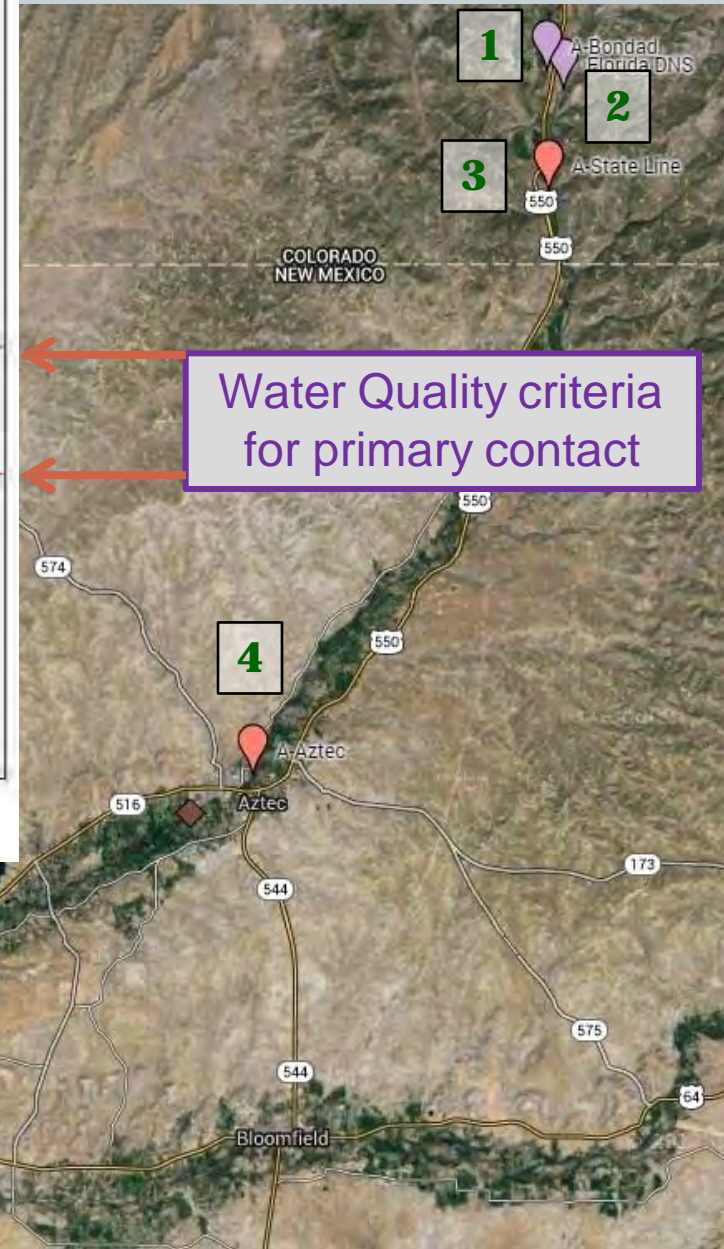 1
A-Bondad
Florida DNS
2
3
A-State Line
550
550
COLORADO
NEW MEXICO
Water Quality criteria
for primary contact
550
574
550
4
A-Aztec
516
Aztec
173
544
575
544
64
Bloomfield